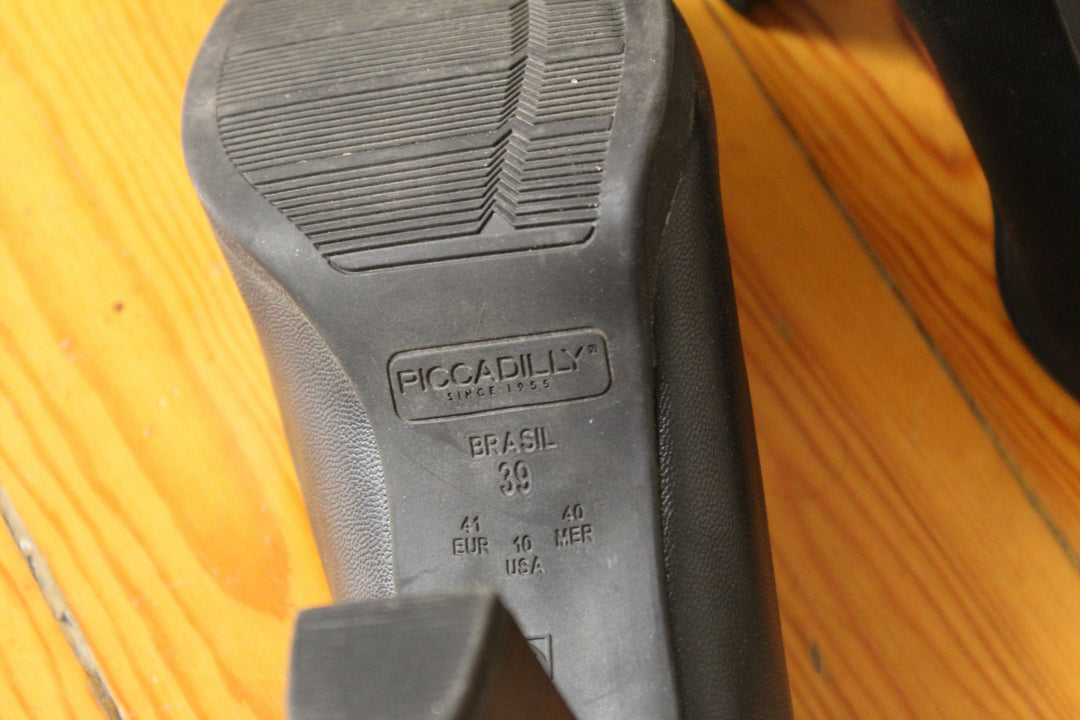 PICCADILLY®
SINCE 1955
BRASIL
39
41 EUR
10 USA
40 MER